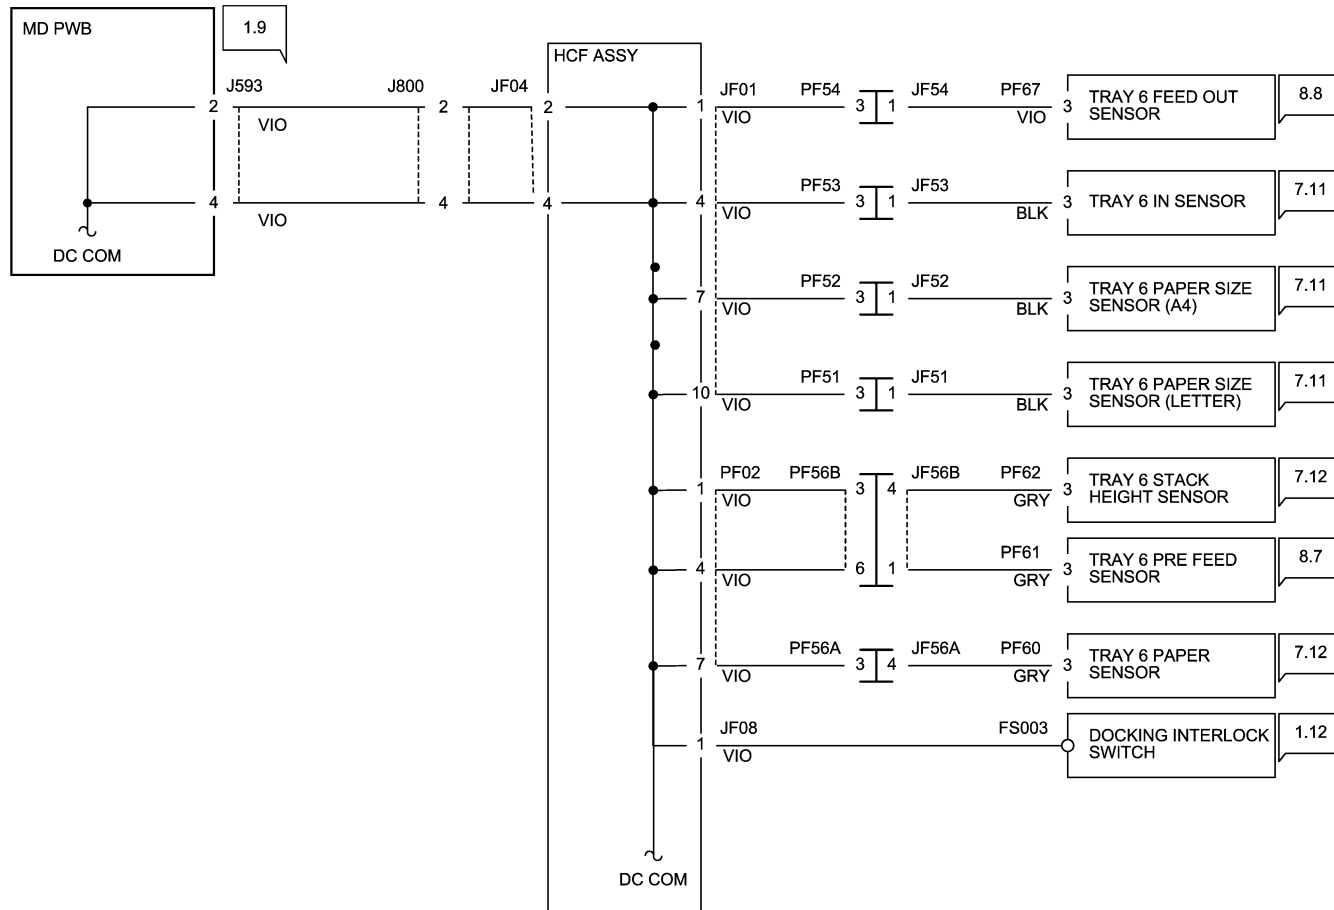 MD PWB
1.9
HCF ASSY
J593 J800 JF04
2 2 2
VIO
4 4 4
VIO
DC COM
1 JF01 PF54 3 1 JF54 PF67 3 TRAY 6 FEED OUT SENSOR 8.8
VIO VIO
4 PF53 3 1 JF53 3 TRAY 6 IN SENSOR 7.11
VIO BLK
7 PF52 3 1 JF52 3 TRAY 6 PAPER SIZE SENSOR (A4) 7.11
VIO BLK
10 PF51 3 1 JF51 3 TRAY 6 PAPER SIZE SENSOR (LETTER) 7.11
VIO BLK
1 PF02 PF56B 3 4 JF56B PF62 3 TRAY 6 STACK HEIGHT SENSOR 7.12
VIO GRY
4 6 1 PF61 3 TRAY 6 PRE FEED SENSOR 8.7
VIO GRY
7 PF56A 3 4 JF56A PF60 3 TRAY 6 PAPER SENSOR 7.12
VIO GRY
1 JF08 FS003 DOCKING INTERLOCK SWITCH 1.12
VIO
DC COM